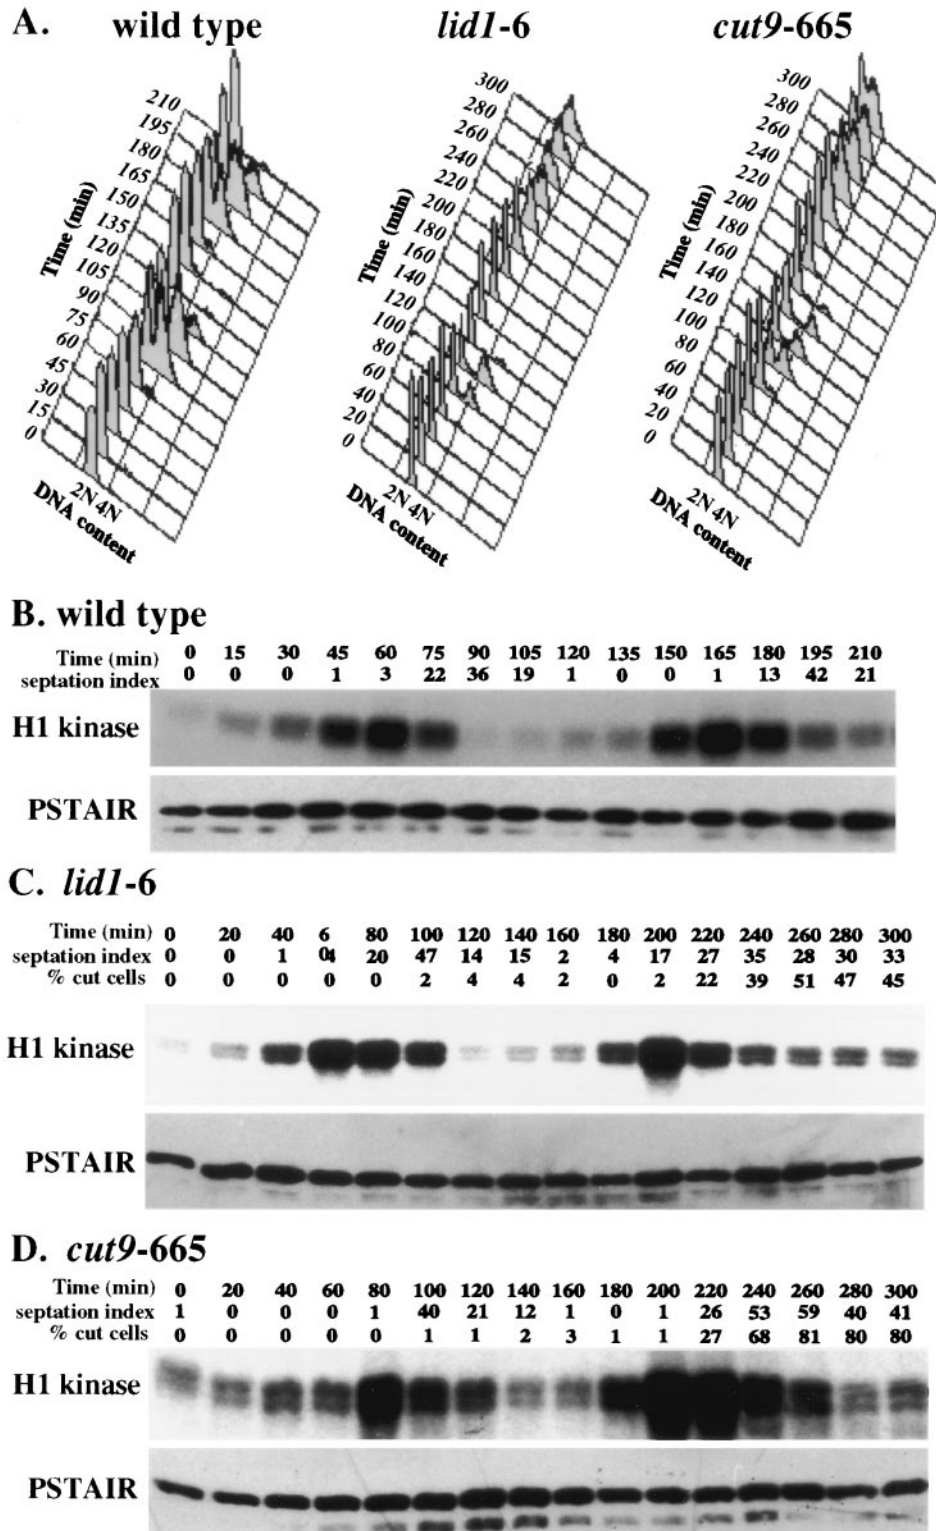 A. wild type lid1-6 cut9-665
210
195
180
165
150
135
120
105
90
75
60
45
30
15
0
Time (min)
2N 4N
DNA content
300
280
260
240
220
200
180
160
140
120
100
80
60
40
20
0
Time (min)
2N 4N
DNA content
300
280
260
240
220
200
180
160
140
120
100
80
60
40
20
0
Time (min)
2N 4N
DNA content
B. wild type
Time (min) 0 15 30 45 60 75 90 105 120 135 150 165 180 195 210
septation index 0 0 0 1 3 22 36 19 1 0 0 1 13 42 21
H1 kinase
PSTAIR
C. lid1-6
Time (min) 0 20 40 60 80 100 120 140 160 180 200 220 240 260 280 300
septation index 0 0 1 4 20 47 14 15 2 4 17 27 35 28 30 33
% cut cells 0 0 0 0 0 2 4 4 2 0 2 22 39 51 47 45
H1 kinase
PSTAIR
D. cut9-665
Time (min) 0 20 40 60 80 100 120 140 160 180 200 220 240 260 280 300
septation index 1 0 0 0 1 40 21 12 1 0 1 26 53 59 40 41
% cut cells 0 0 0 0 0 1 1 2 3 1 1 27 68 81 80 80
H1 kinase
PSTAIR